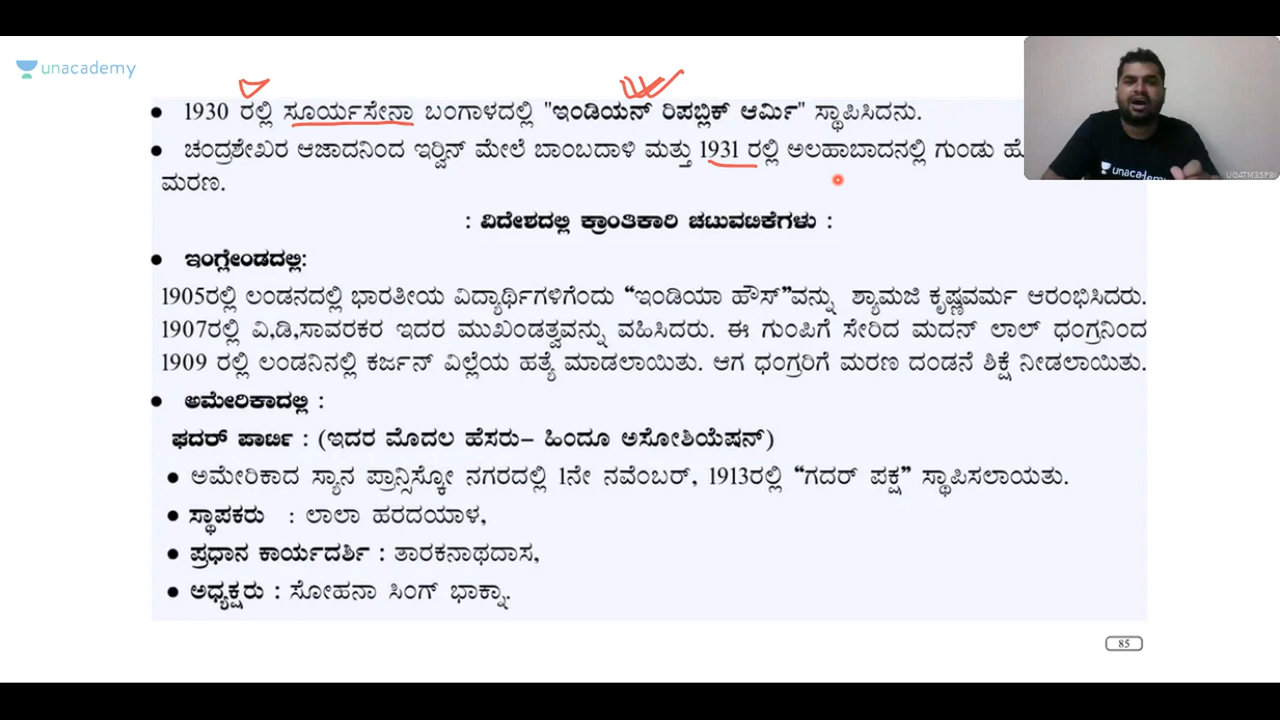 unacademy
1930 ರಲ್ಲಿ ಸೂರ್ಯಸೇನಾ ಬಂಗಾಳದಲ್ಲಿ "ಇಂಡಿಯನ್ ರಿಪಬ್ಲಿಕ್ ಆರ್ಮಿ" ಸ್ಥಾಪಿಸಿದನು.
ಚಂದ್ರಶೇಖರ ಆಜಾದನಿಂದ ಇರ್‍ವಿನ್ ಮೇಲೆ ಬಾಂಬದಾಳಿ ಮತ್ತು 1931 ರಲ್ಲಿ ಅಲಹಾಬಾದನಲ್ಲಿ ಗುಂಡು
ಮರಣ.
: ವಿದೇಶದಲ್ಲಿ ಕ್ರಾಂತಿಕಾರಿ ಚಟುವಟಿಕೆಗಳು :
ಇಂಗ್ಲೇಂಡದಲ್ಲಿ:
1905ರಲ್ಲಿ ಲಂಡನದಲ್ಲಿ ಭಾರತೀಯ ವಿದ್ಯಾರ್ಥಿಗಳಿಗೆಂದು “ಇಂಡಿಯಾ ಹೌಸ್”ವನ್ನು ಶ್ಯಾಮಜಿ ಕೃಷ್ಣವರ್ಮ ಆರಂಭಿಸಿದರು.
1907ರಲ್ಲಿ ವಿ,ಡಿ,ಸಾವರಕರ ಇದರ ಮುಖಂಡತ್ವವನ್ನು ವಹಿಸಿದರು. ಈ ಗುಂಪಿಗೆ ಸೇರಿದ ಮದನ್ ಲಾಲ್ ಧಂಗ್ರನಿಂದ
1909 ರಲ್ಲಿ ಲಂಡನಿನಲ್ಲಿ ಕರ್ಜನ್ ವಿಲ್ಲೆಯ ಹತ್ಯೆ ಮಾಡಲಾಯಿತು. ಆಗ ಧಂಗ್ರರಿಗೆ ಮರಣ ದಂಡನೆ ಶಿಕ್ಷೆ ನೀಡಲಾಯಿತು.
ಅಮೇರಿಕಾದಲ್ಲಿ :
ಘದರ್ ಪಾರ್ಟಿ : (ಇದರ ಮೊದಲ ಹೆಸರು– ಹಿಂದೂ ಅಸೋಶಿಯೆಷನ್)
ಅಮೇರಿಕಾದ ಸ್ಯಾನ ಪ್ರಾನ್ಸಿಸ್ಕೋ ನಗರದಲ್ಲಿ 1ನೇ ನವೆಂಬರ್, 1913ರಲ್ಲಿ “ಗದರ್ ಪಕ್ಷ” ಸ್ಥಾಪಿಸಲಾಯತು.
ಸ್ಥಾಪಕರು : ಲಾಲಾ ಹರದಯಾಳ,
ಪ್ರಧಾನ ಕಾರ್ಯದರ್ಶಿ : ತಾರಕನಾಥದಾಸ,
ಅಧ್ಯಕ್ಷರು : ಸೋಹನಾ ಸಿಂಗ್ ಭಾಕ್ನಾ.
85
unacademy